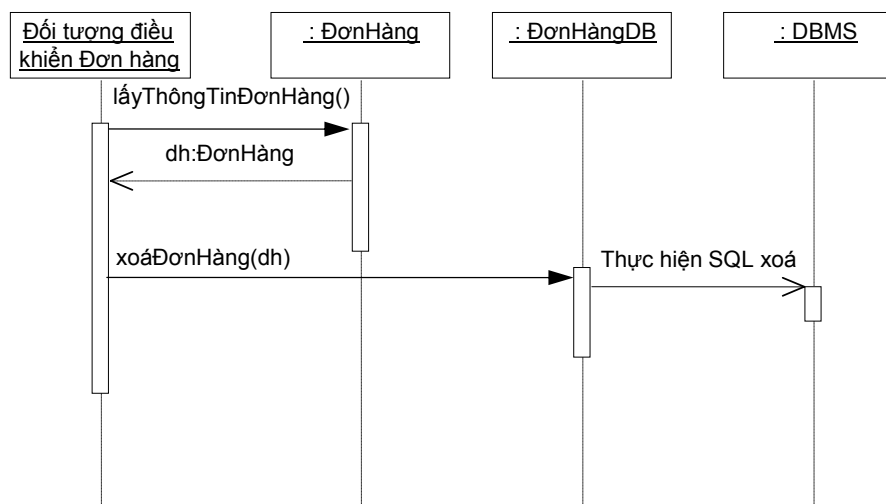 Đối tượng điều
khiển Đơn hàng
: ĐơnHàng
: ĐơnHàngDB
: DBMS
lấyThôngTinĐơnHàng()
dh:ĐơnHàng
xoáĐơnHàng(dh)
Thực hiện SQL xoá